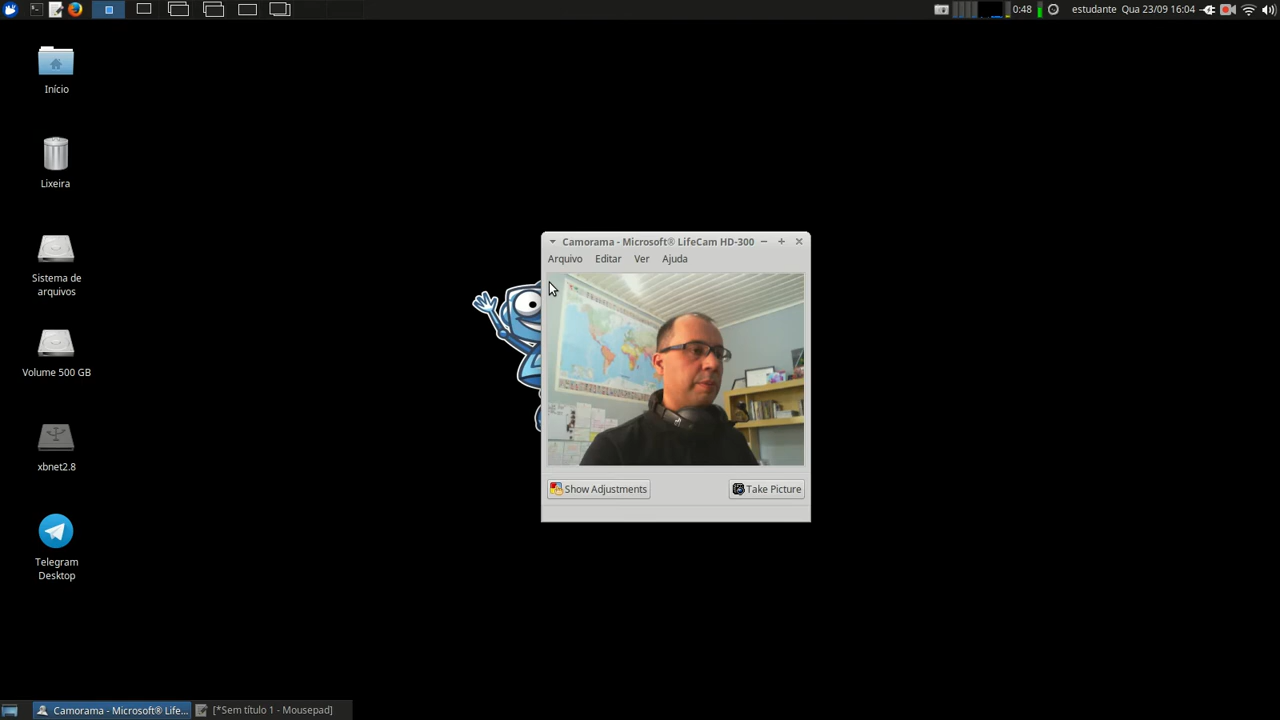 0:48
estudante Qua 23/09 16:04
Início
Lixeira
Sistema de
arquivos
Volume 500 GB
xbnet2.8
Telegram
Desktop
Camorama - Microsoft® LifeCam HD-300
Arquivo Editar Ver Ajuda
Show Adjustments Take Picture
Camorama - Microsoft® Life... [*Sem título 1 - Mousepad]